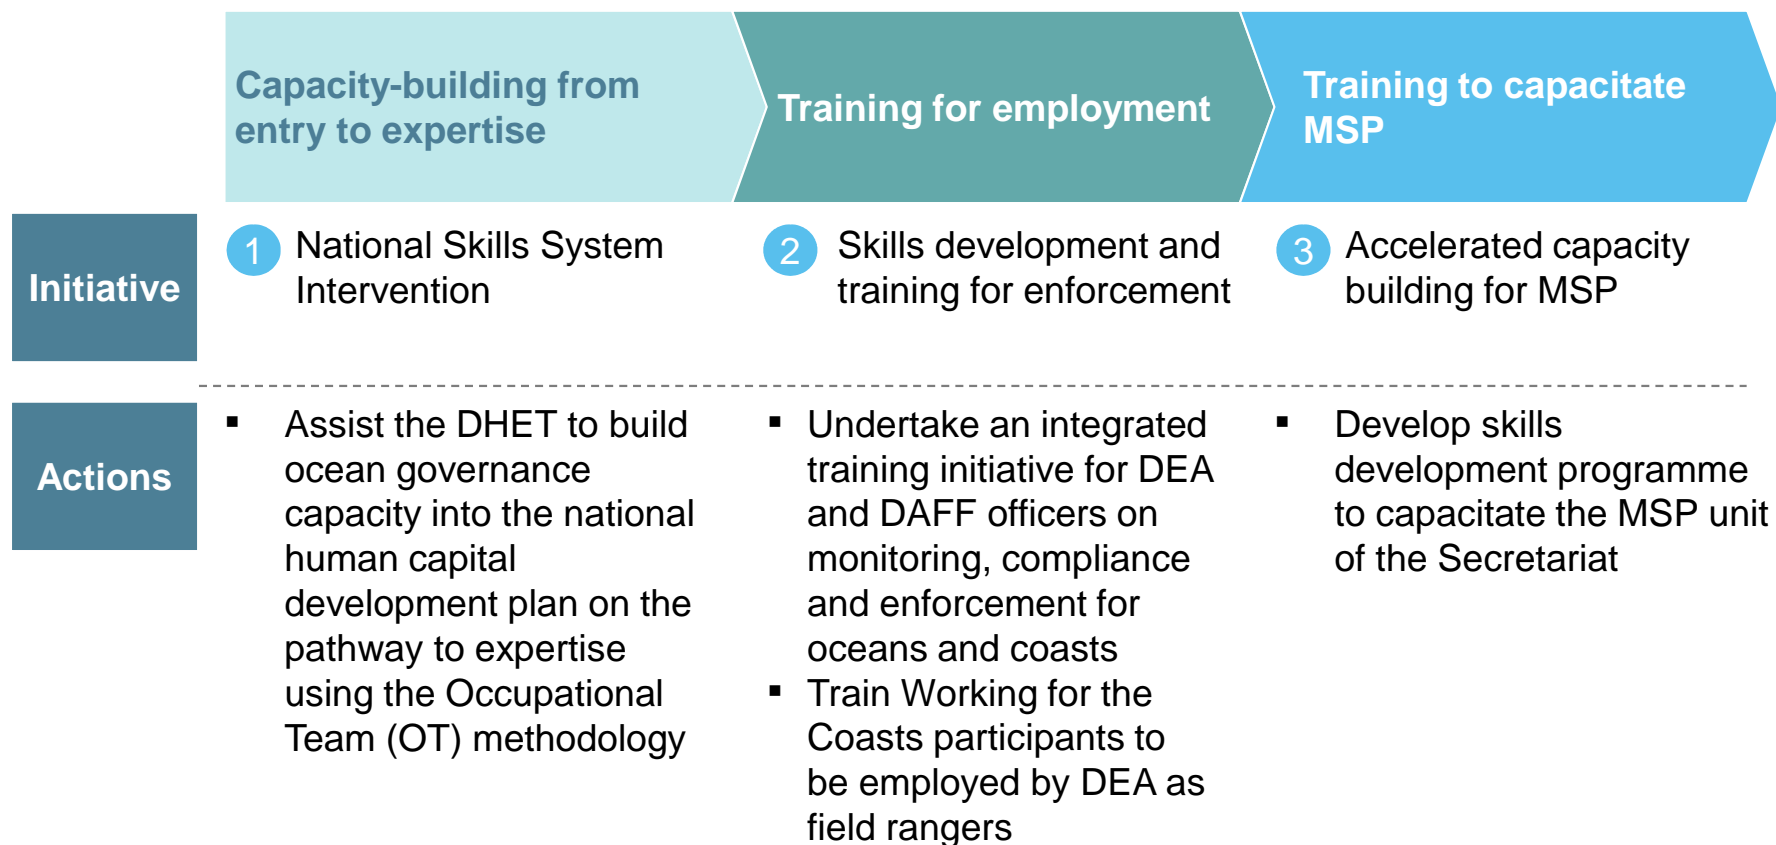 Capacity-building from
entry to expertise
Training for employment
Training to capacitate
MSP
Initiative
1
National Skills System
Intervention
2
Skills development and
training for enforcement
3
Accelerated capacity
building for MSP
Actions
▪ Assist the DHET to build
ocean governance
capacity into the national
human capital
development plan on the
pathway to expertise
using the Occupational
Team (OT) methodology
▪ Undertake an integrated
training initiative for DEA
and DAFF officers on
monitoring, compliance
and enforcement for
oceans and coasts
▪ Train Working for the
Coasts participants to
be employed by DEA as
field rangers
▪ Develop skills
development programme
to capacitate the MSP unit
of the Secretariat